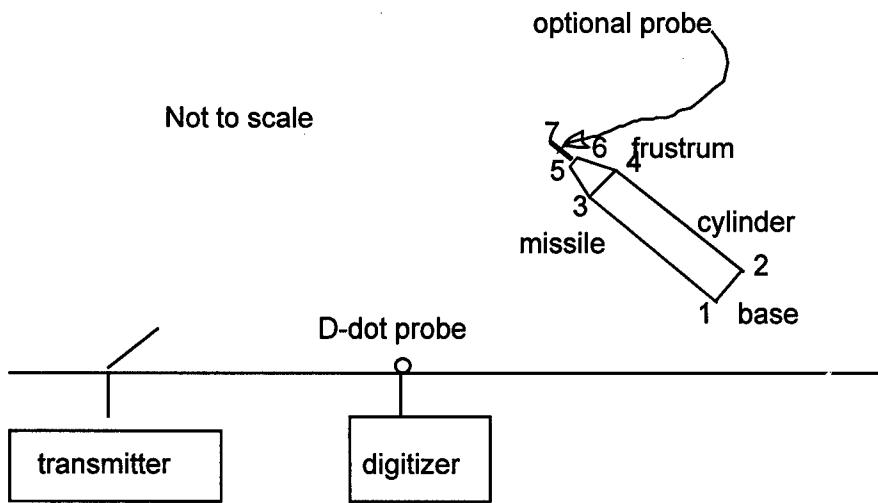 optional probe
Not to scale
7
6 frustrum
5 4
3
cylinder
missile
2
1 base
D-dot probe
transmitter
digitizer